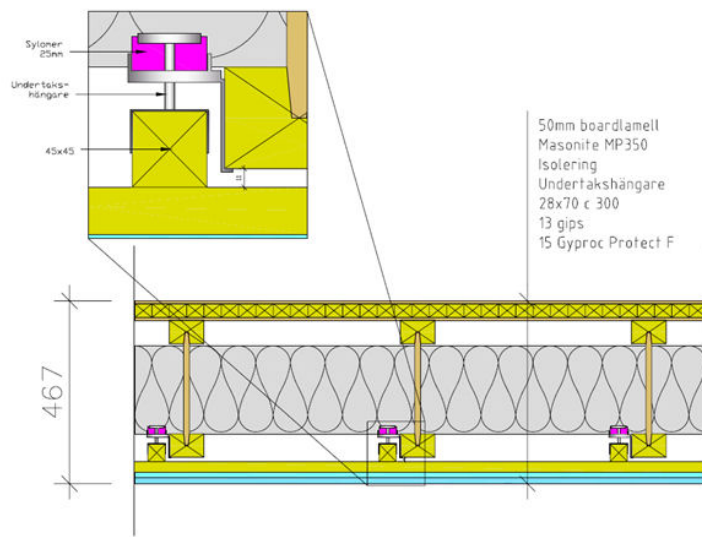 Sylomer
25mm
Undertaks-
hängare
45x45
11
50mm boardlamell
Masonite MP350
Isolering
Undertakshängare
28x70 c 300
13 gips
15 Gyproc Protect F
467